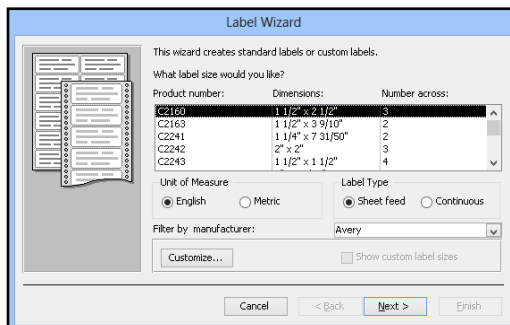 Label Wizard
This wizard creates standard labels or custom labels.
What label size would you like?
Product number: Dimensions: Number across:
C2160 1 1/2" x 2 1/2" 3
C2163 1 1/2" x 3 9/10" 2
C2241 1 1/4" x 7 31/50" 2
C2242 2" x 2" 3
C2243 1 1/2" x 1 1/2" 4
Unit of Measure Label Type
English Metric Sheet feed Continuous
Filter by manufacturer: Avery
Customize... Show custom label sizes
Cancel < Back Next > Finish